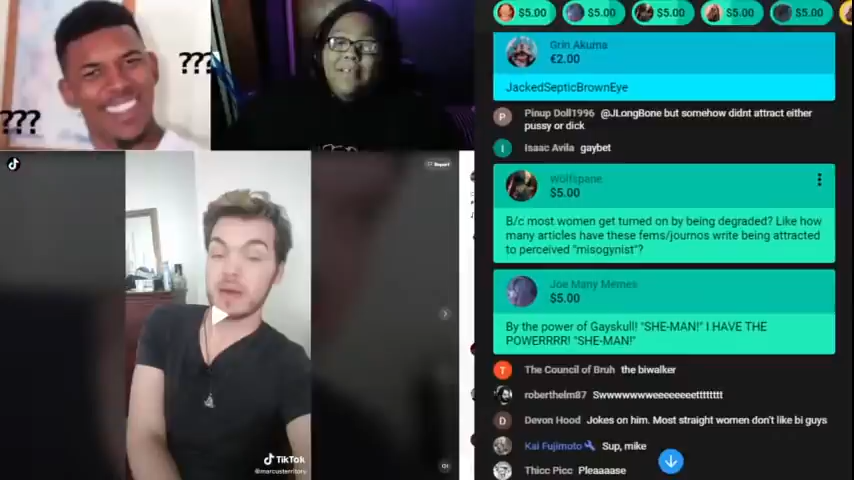 ???
???
TikTok
@marcusterritory
Report
$5.00
$5.00
$5.00
$5.00
$5.00
Grin Akuma
€2.00
JackedSepticBrownEye
P
Pinup Doll1996 @JLongBone but somehow didnt attract either
pussy or dick
I
Isaac Avila gaybet
Wolfspane
$5.00
B/c most women get turned on by being degraded? Like how
many articles have these fems/journos write being attracted
to perceived "misogynist"?
Joe Many Memes
$5.00
By the power of Gayskull! "SHE-MAN!" I HAVE THE
POWERRRR! "SHE-MAN!"
T
The Council of Bruh the biwalker
roberthelm87 Swwwwwwweeeeeeeetttttttt
D
Devon Hood Jokes on him. Most straight women don't like bi guys
Kai Fujimoto Sup, mike
Thicc Picc Pleaaaase